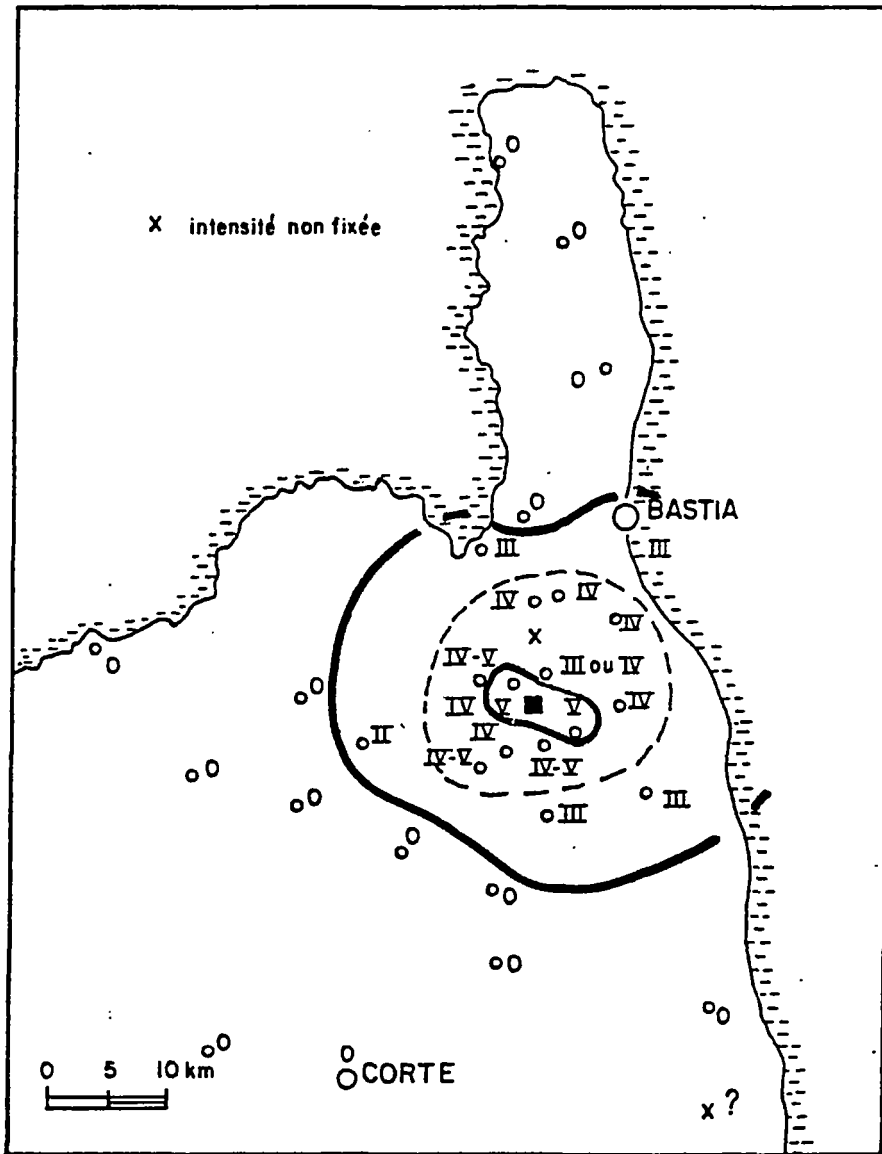 O
O
x intensité non fixée
O
O
BASTIA
III
III
IV
IV
IV
x
IV-V
III ou IV
O
O
IV
V
V
IV
II
IV
IV-V
IV-V
O
O
III
III
O
O
O
O
O
O
CORTE
0 5 10 km
x ?